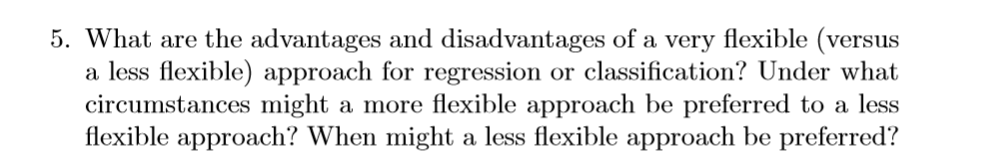 5. What are the advantages and disadvantages of a very flexible (versus
a less flexible) approach for regression or classification? Under what
circumstances might a more flexible approach be preferred to a less
flexible approach? When might a less flexible approach be preferred?